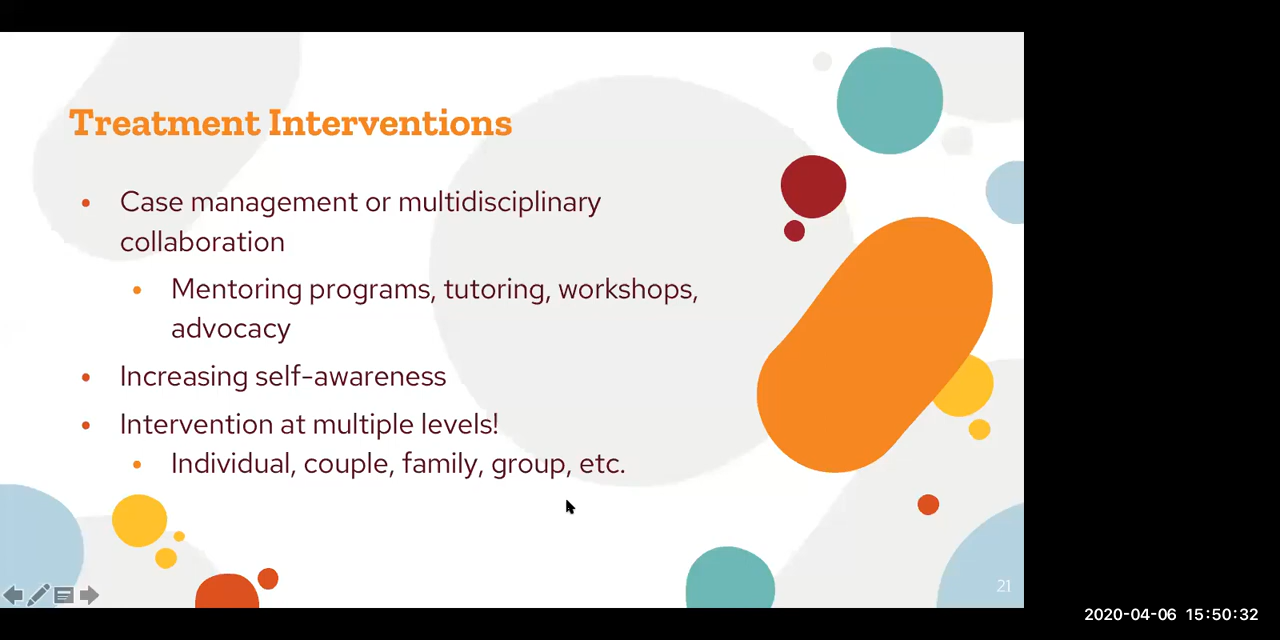 Treatment Interventions
• Case management or multidisciplinary
collaboration
• Mentoring programs, tutoring, workshops,
advocacy
• Increasing self-awareness
• Intervention at multiple levels!
• Individual, couple, family, group, etc.
21
2020-04-06 15:50:32